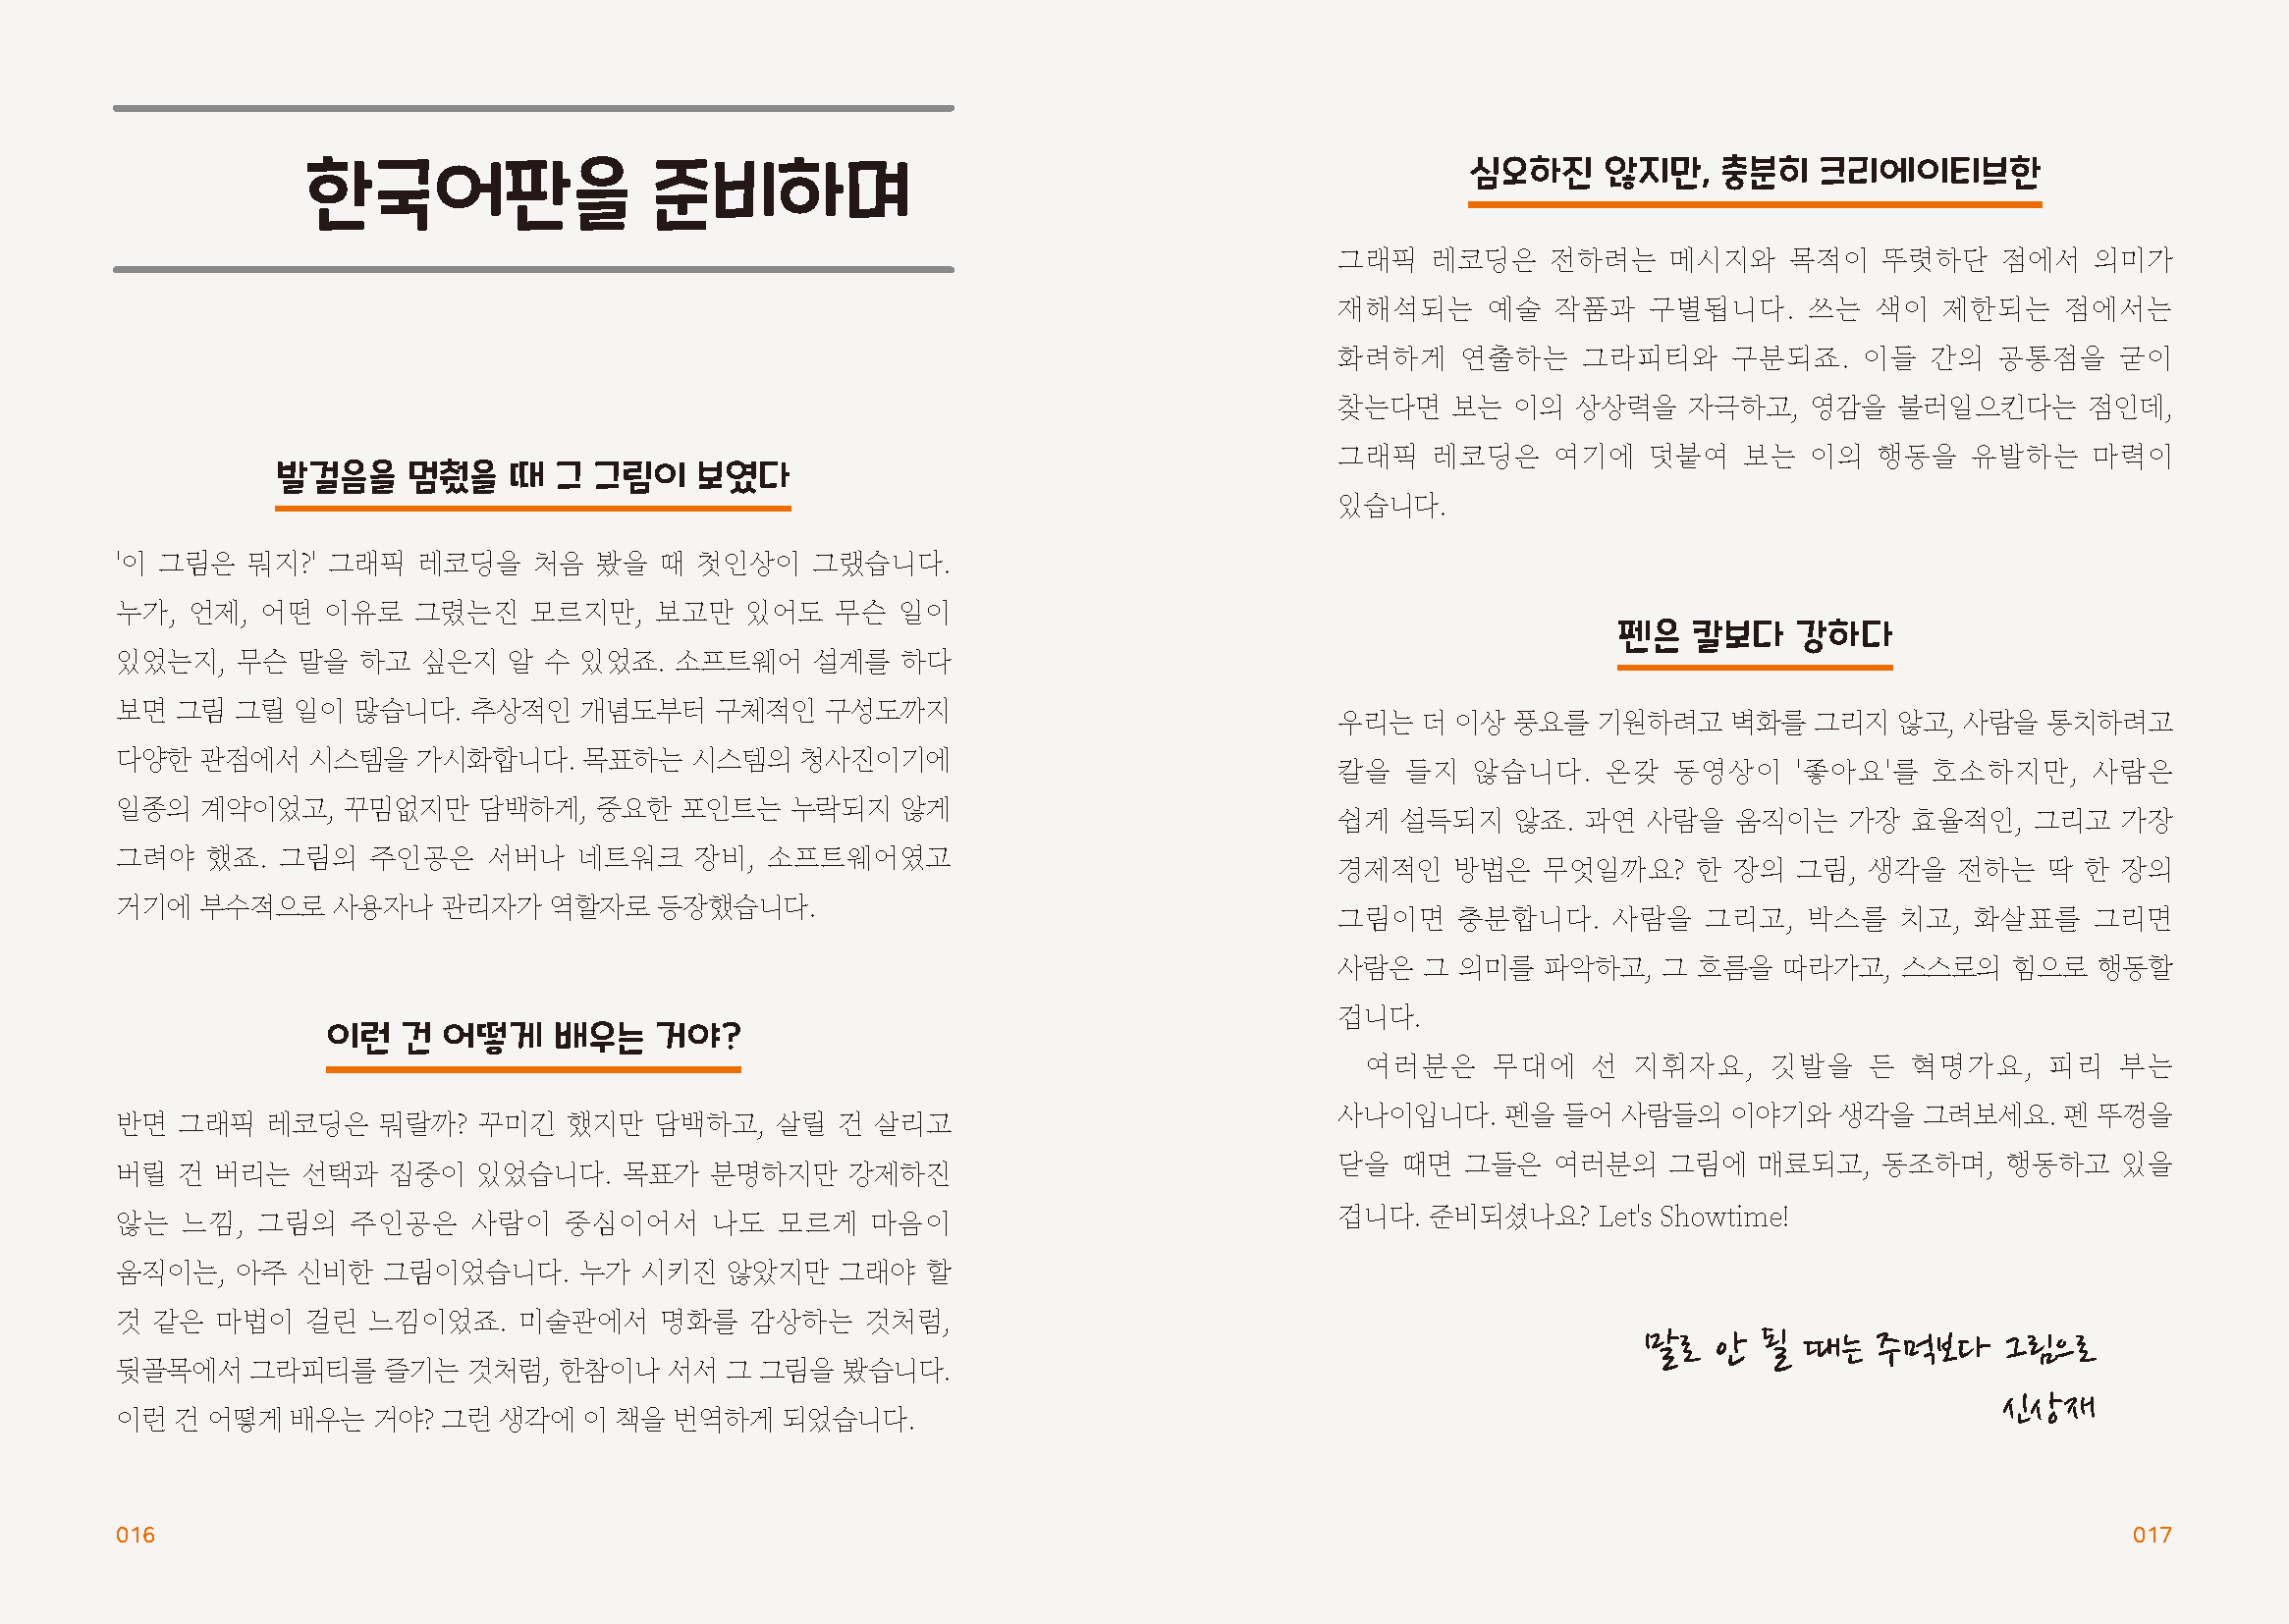 한국어판을 준비하며
발걸음을 멈췄을 때 그 그림이 보였다
'이 그림은 뭐지?' 그래픽 레코딩을 처음 봤을 때 첫인상이 그랬습니다.
누가, 언제, 어떤 이유로 그렸는진 모르지만, 보고만 있어도 무슨 일이
있었는지, 무슨 말을 하고 싶은지 알 수 있었죠. 소프트웨어 설계를 하다
보면 그림 그릴 일이 많습니다. 추상적인 개념도부터 구체적인 구성도까지
다양한 관점에서 시스템을 가시화합니다. 목표하는 시스템의 청사진이기에
일종의 계약이었고, 꾸밈없지만 담백하게, 중요한 포인트는 누락되지 않게
그려야 했죠. 그림의 주인공은 서버나 네트워크 장비, 소프트웨어였고
거기에 부수적으로 사용자나 관리자가 역할자로 등장했습니다.
이런 건 어떻게 배우는 거야?
반면 그래픽 레코딩은 뭐랄까? 꾸미긴 했지만 담백하고, 살릴 건 살리고
버릴 건 버리는 선택과 집중이 있었습니다. 목표가 분명하지만 강제하진
않는 느낌, 그림의 주인공은 사람이 중심이어서 나도 모르게 마음이
움직이는, 아주 신비한 그림이었습니다. 누가 시키진 않았지만 그래야 할
것 같은 마법이 걸린 느낌이었죠. 미술관에서 명화를 감상하는 것처럼,
뒷골목에서 그라피티를 즐기는 것처럼, 한참이나 서서 그 그림을 봤습니다.
이런 건 어떻게 배우는 거야? 그런 생각에 이 책을 번역하게 되었습니다.
016
심오하진 않지만, 충분히 크리에이티브한
그래픽 레코딩은 전하려는 메시지와 목적이 뚜렷하단 점에서 의미가
재해석되는 예술 작품과 구별됩니다. 쓰는 색이 제한되는 점에서는
화려하게 연출하는 그라피티와 구분되죠. 이들 간의 공통점을 굳이
찾는다면 보는 이의 상상력을 자극하고, 영감을 불러일으킨다는 점인데,
그래픽 레코딩은 여기에 덧붙여 보는 이의 행동을 유발하는 마력이
있습니다.
펜은 칼보다 강하다
우리는 더 이상 풍요를 기원하려고 벽화를 그리지 않고, 사람을 통치하려고
칼을 들지 않습니다. 온갖 동영상이 '좋아요'를 호소하지만, 사람은
쉽게 설득되지 않죠. 과연 사람을 움직이는 가장 효율적인, 그리고 가장
경제적인 방법은 무엇일까요? 한 장의 그림, 생각을 전하는 딱 한 장의
그림이면 충분합니다. 사람을 그리고, 박스를 치고, 화살표를 그리면
사람은 그 의미를 파악하고, 그 흐름을 따라가고, 스스로의 힘으로 행동할
겁니다.
여러분은 무대에 선 지휘자요, 깃발을 든 혁명가요, 피리 부는
사나이입니다. 펜을 들어 사람들의 이야기와 생각을 그려보세요. 펜 뚜껑을
닫을 때면 그들은 여러분의 그림에 매료되고, 동조하며, 행동하고 있을
겁니다. 준비되셨나요? Let's Showtime!
말로 안 될 때는 주먹보다 그림으로
신상재
017